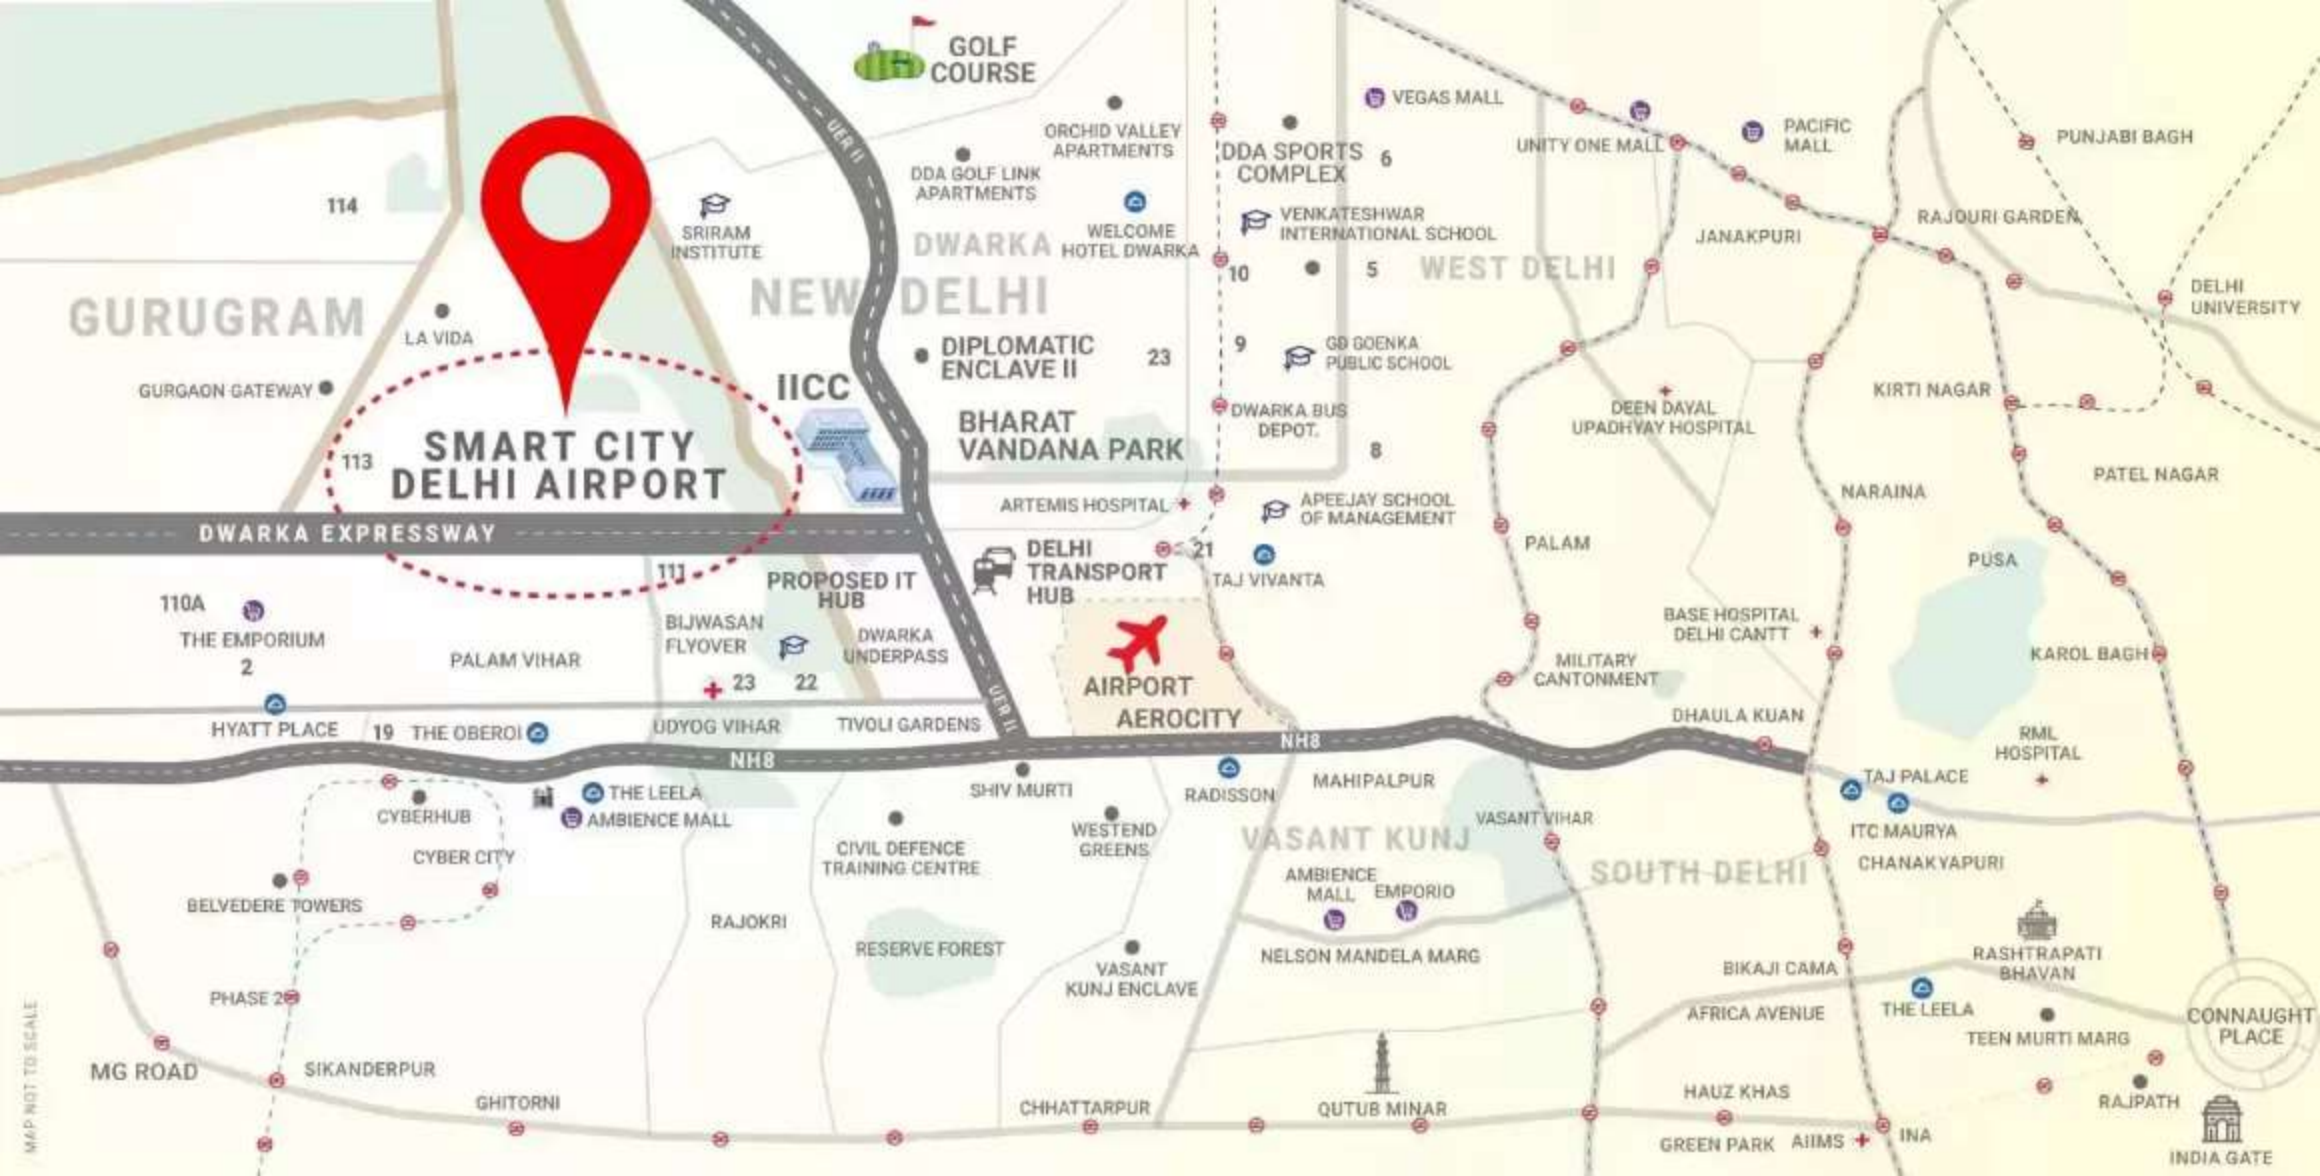 GOLF
COURSE
UER II
VEGAS MALL
ORCHID VALLEY
APARTMENTS
DDA SPORTS
COMPLEX
6
UNITY ONE MALL
PACIFIC
MALL
PUNJABI BAGH
DDA GOLF LINK
APARTMENTS
114
SRIRAM
INSTITUTE
DWARKA
WELCOME
HOTEL DWARKA
VENKATESHWAR
INTERNATIONAL SCHOOL
JANAKPURI
RAJOURI GARDEN
10
5
WEST DELHI
GURUGRAM
NEW DELHI
DELHI
UNIVERSITY
LA VIDA
DIPLOMATIC
ENCLAVE II
23
9
GD GOENKA
PUBLIC SCHOOL
GURGAON GATEWAY
IICC
KIRTI NAGAR
DEEN DAYAL
UPADHYAY HOSPITAL
BHARAT
VANDANA PARK
DWARKA BUS
DEPOT.
8
113
SMART CITY
DELHI AIRPORT
PATEL NAGAR
NARAINA
ARTEMIS HOSPITAL
APEEJAY SCHOOL
OF MANAGEMENT
DWARKA EXPRESSWAY
DELHI
TRANSPORT
HUB
21
TAJ VIVANTA
PALAM
PUSA
111
PROPOSED IT
HUB
110A
THE EMPORIUM
2
PALAM VIHAR
BIJWASAN
FLYOVER
DWARKA
UNDERPASS
23
22
BASE HOSPITAL
DELHI CANTT
KAROL BAGH
MILITARY
CANTONMENT
AIRPORT
AEROCITY
UER II
HYATT PLACE
19
THE OBEROI
UDYOG VIHAR
TIVOLI GARDENS
DHAULA KUAN
RML
HOSPITAL
NH8
NH8
THE LEELA
AMBIENCE MALL
SHIV MURTI
RADISSON
MAHIPALPUR
TAJ PALACE
ITC MAURYA
CYBERHUB
CYBER CITY
CIVIL DEFENCE
TRAINING CENTRE
WESTEND
GREENS
VASANT KUNJ
VASANT VIHAR
SOUTH DELHI
CHANAKYAPURI
AMBIENCE
MALL
EMPORIO
BELVEDERE TOWERS
RAJOKRI
RESERVE FOREST
VASANT
KUNJ ENCLAVE
NELSON MANDELA MARG
BIKAJI CAMA
RASHTRAPATI
BHAVAN
PHASE 2
AFRICA AVENUE
THE LEELA
TEEN MURTI MARG
CONNAUGHT
PLACE
MAP NOT TO SCALE
MG ROAD
SIKANDERPUR
GHITORNI
CHHATTARPUR
QUTUB MINAR
HAUZ KHAS
GREEN PARK
AIIMS
INA
RAJPATH
INDIA GATE